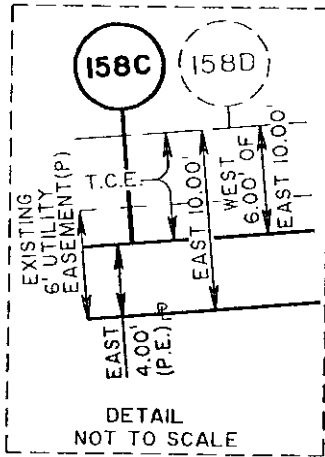 158C
158D
T.C.E.
EXISTING
6' UTILITY
EASEMENT(P)
EAST 10.00'
WEST
6.00' OF
EAST 10.00'
EAST
4.00'
(P.E.)
DETAIL
NOT TO SCALE